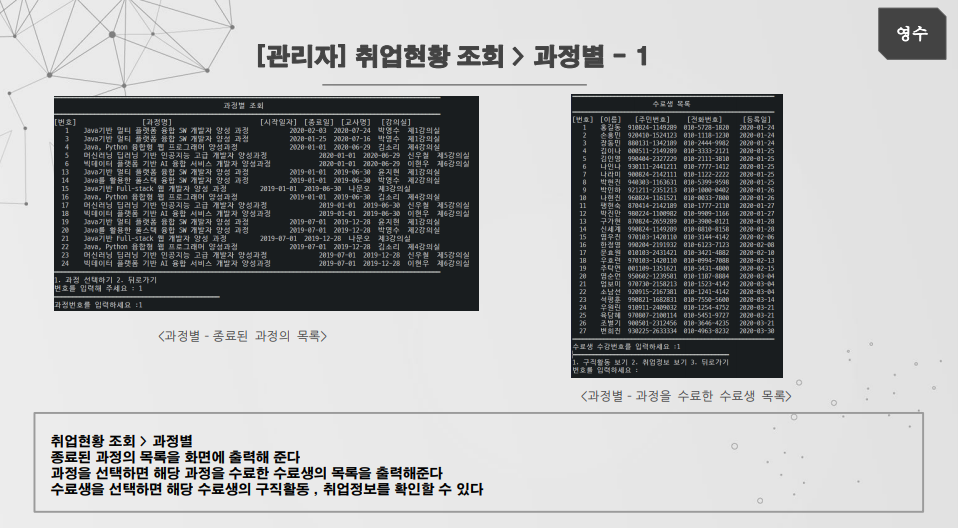 영수
[관리자] 취업현황 조회 > 과정별 - 1
과정별 조회
[번호] [과정명] [시작일자] [종료일] [교사명] [강의실]
1 Java기반 멀티 플랫폼 융합 SW 개발자 양성 과정 2020-02-03 2020-07-24 박영수 제1강의실
3 Java기반 멀티 플랫폼 융합 SW 개발자 양성 과정 2020-01-25 2020-07-16 박영수 제1강의실
4 Java, Python 융합형 웹 프로그래머 양성과정 2020-01-01 2020-06-29 김소리 제4강의실
5 머신러닝 딥러닝 기반 인공지능 고급 개발자 양성과정 2020-01-01 2020-06-29 신우철 제5강의실
6 빅데이터 플랫폼 기반 AI 융합 서비스 개발자 양성과정 2020-01-01 2020-06-29 이현우 제6강의실
13 Java기반 멀티 플랫폼 융합 SW 개발자 양성 과정 2019-01-01 2019-06-30 윤지현 제1강의실
14 Java를 활용한 풀스택 융합 SW 개발자 양성 과정 2019-01-01 2019-06-30 박영수 제2강의실
15 Java기반 Full-stack 웹 개발자 양성 과정 2019-01-01 2019-06-30 나문모 제3강의실
16 Java, Python 융합형 웹 프로그래머 양성과정 2019-01-01 2019-06-30 김소리 제4강의실
17 머신러닝 딥러닝 기반 인공지능 고급 개발자 양성과정 2019-01-01 2019-06-30 신우철 제5강의실
18 빅데이터 플랫폼 기반 AI 융합 서비스 개발자 양성과정 2019-01-01 2019-06-30 이현우 제6강의실
19 Java기반 멀티 플랫폼 융합 SW 개발자 양성 과정 2019-07-01 2019-12-28 윤지현 제1강의실
20 Java를 활용한 풀스택 융합 SW 개발자 양성 과정 2019-07-01 2019-12-28 박영수 제2강의실
21 Java기반 Full-stack 웹 개발자 양성 과정 2019-07-01 2019-12-28 나문모 제3강의실
22 Java, Python 융합형 웹 프로그래머 양성과정 2019-07-01 2019-12-28 김소리 제4강의실
23 머신러닝 딥러닝 기반 인공지능 고급 개발자 양성과정 2019-07-01 2019-12-28 신우철 제5강의실
24 빅데이터 플랫폼 기반 AI 융합 서비스 개발자 양성과정 2019-07-01 2019-12-28 이현우 제6강의실
1. 과정 선택하기 2. 뒤로가기
번호를 입력해 주세요 : 1
과정번호를 입력하세요 :1
<과정별 - 종료된 과정의 목록>
수료생 목록
[번호] [이름] [주민번호] [전화번호] [등록일]
1 홍길동 910824-1149289 010-5728-1820 2020-01-24
2 손흥민 920410-1524123 010-1118-1230 2020-01-24
3 880131-1342189 010-2444-9982 2020-01-24
4 김미나 000511-2149289 010-3333-2121 2020-01-25
5 김민영 990404-2327229 010-2111-3810 2020-01-25
6 나민나 930111-2441211 010-7777-1412 2020-01-25
7 나라미 900824-2142111 010-1122-2222 2020-01-25
8 박현진 940303-1163631 010-5399-9598 2020-01-25
9 박민하 921211-2351213 010-1000-0402 2020-01-26
10 나현진 960824-1161521 010-0033-7000 2020-01-26
11 명현숙 870414-2142189 010-1777-2110 2020-01-27
12 박진만 980224-1100982 010-9909-1166 2020-01-27
13 구가현 870824-2659289 010-3900-0121 2020-01-28
14 신세계 990824-1149289 010-8810-8158 2020-01-28
15 염우진 970103-1420110 010-3144-4142 2020-02-06
16 한정영 990204-2191932 010-6123-7123 2020-02-08
17 문효원 010103-2431421 010-3421-4882 2020-02-10
18 우효련 970103-1420110 010-0994-7088 2020-02-13
19 주탁연 001109-1351621 010-3431-4800 2020-02-15
20 염순언 950602-1239581 010-1187-8884 2020-03-04
21 엄보미 970730-2158213 010-1523-4142 2020-03-04
22 소남선 920915-2167381 010-1241-4142 2020-03-04
23 석평훈 990821-1682831 010-7550-5600 2020-03-14
24 우원린 910911-2409032 010-1254-4752 2020-03-21
25 육담혜 970807-2100114 010-5451-9727 2020-03-21
26 조별기 900501-2312456 010-3646-4235 2020-03-21
27 변희진 930225-2633334 010-4963-8232 2020-03-30
수료생 수강번호를 입력하세요 :1
1. 구직활동 보기 2. 취업정보 보기 3. 뒤로가기
번호를 입력하세요 :
<과정별 - 과정을 수료한 수료생 목록>
취업현황 조회 > 과정별
종료된 과정의 목록을 화면에 출력해 준다
과정을 선택하면 해당 과정을 수료한 수료생의 목록을 출력해준다
수료생을 선택하면 해당 수료생의 구직활동 , 취업정보를 확인할 수 있다